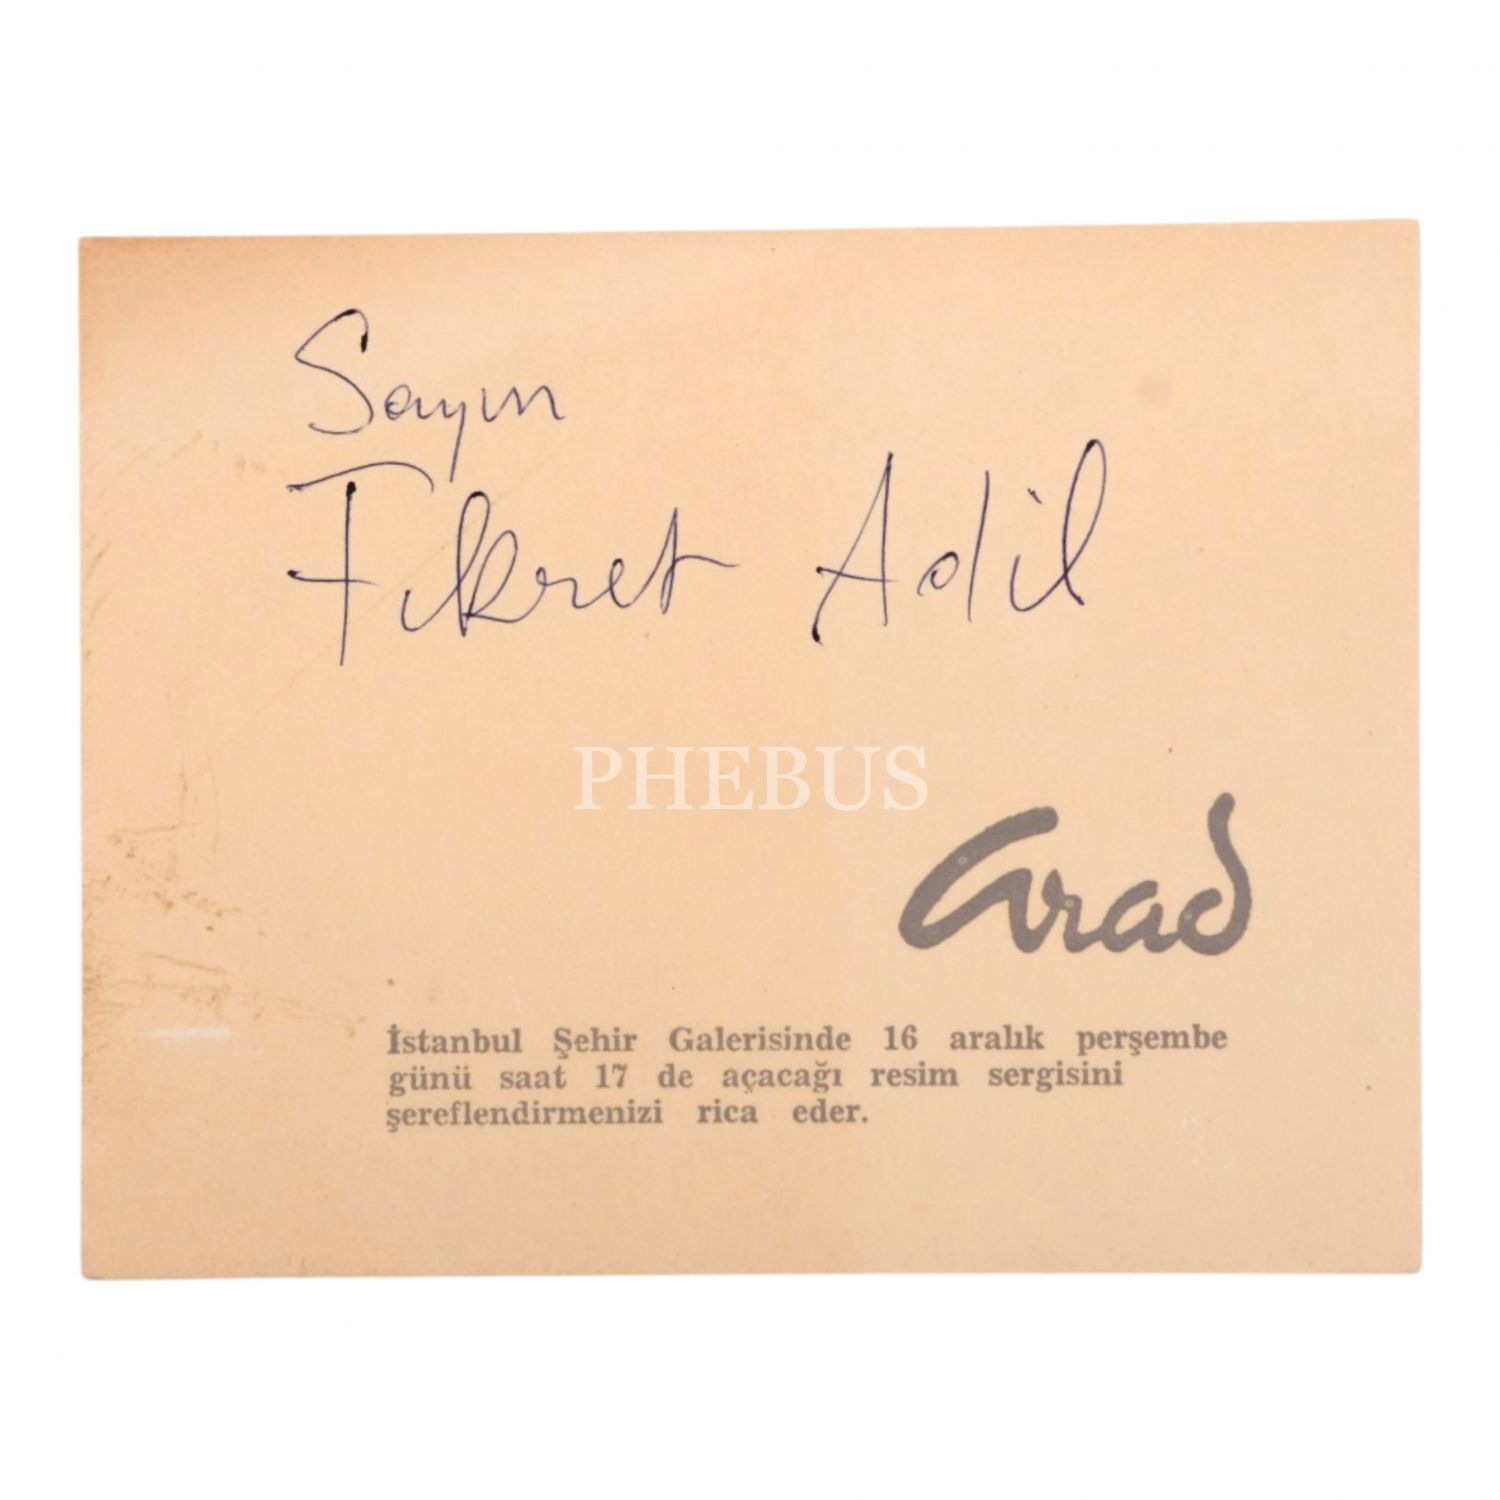 Sayın
Fikret Adil
PHEBUS
Arad
İstanbul Şehir Galerisinde 16 aralık perşembe
günü saat 17 de açacağı resim sergisini
şereflendirmenizi rica eder.